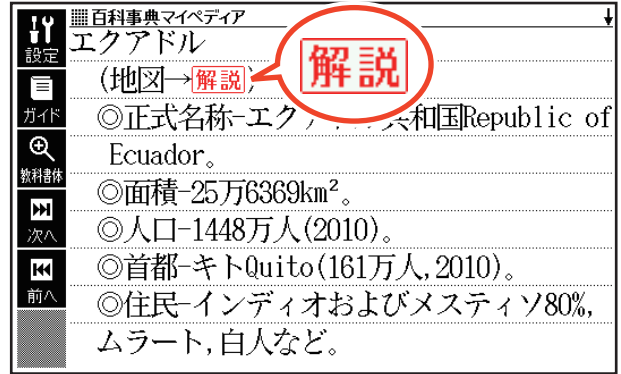 百科事典マイペディア
設定
ガイド
教科書体
次へ
前へ
エクアドル
(地図→解説)
解説
◎正式名称-エクア 共和国Republic of
Ecuador。
◎面積-25万6369km²。
◎人口-1448万人(2010)。
◎首都-キトQuito(161万人,2010)。
◎住民-インディオおよびメスティソ80%,
ムラート,白人など。